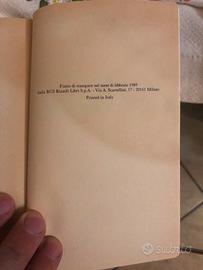 Finito di stampare nel mese di febbraio 1989
dalla RCS Rizzoli Libri S.p.A. - Via A. Scarsellini, 17 - 20161 Milano
Printed in Italy
Subito